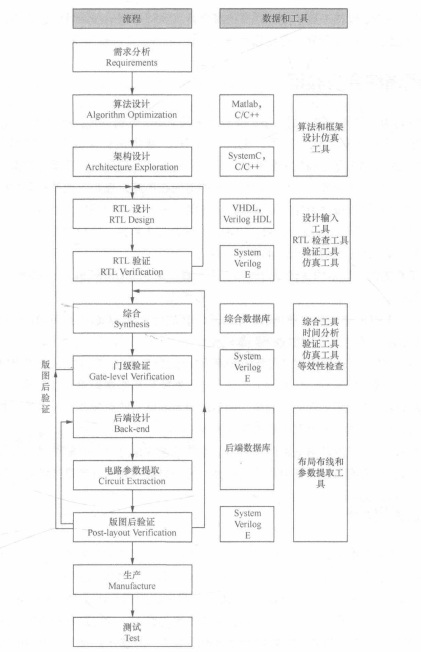 流程
数据和工具
需求分析
Requirements
算法设计
Algorithm Optimization
Matlab，
C/C++
算法和框架
设计仿真
工具
架构设计
Architecture Exploration
SystemC，
C/C++
RTL 设计
RTL Design
VHDL、
Verilog HDL
设计输入
工具
RTL 检查工具
验证工具
仿真工具
RTL 验证
RTL Verification
System
Verilog
E
综合
Synthesis
综合数据库
综合工具
时间分析
验证工具
仿真工具
等效性检查
门级验证
Gate-level Verification
System
Verilog
E
版图后验证
后端设计
Back-end
后端数据库
布局布线和
参数提取工
具
电路参数提取
Circuit Extraction
版图后验证
Post-layout Verification
System
Verilog
E
生产
Manufacture
测试
Test